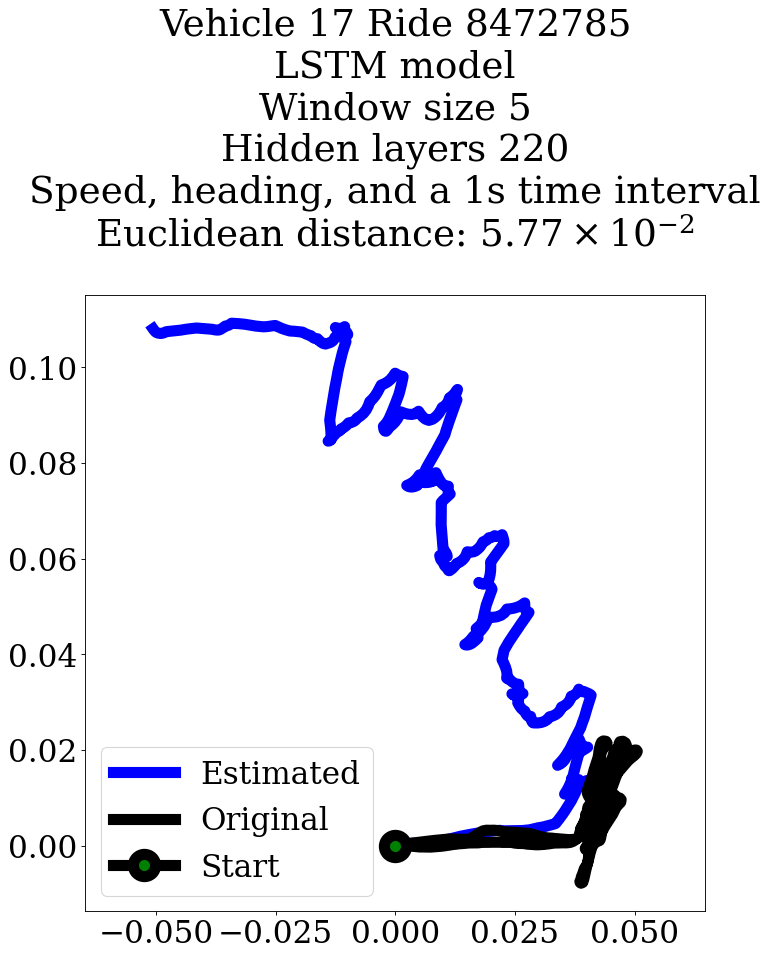 Vehicle 17 Ride 8472785
LSTM model
Window size 5
Hidden layers 220
Speed, heading, and a 1s time interval
Euclidean distance: 5.77 × 10⁻²
0.10
0.08
0.06
0.04
0.02
0.00
Estimated
Original
Start
−0.050 −0.025 0.000 0.025 0.050